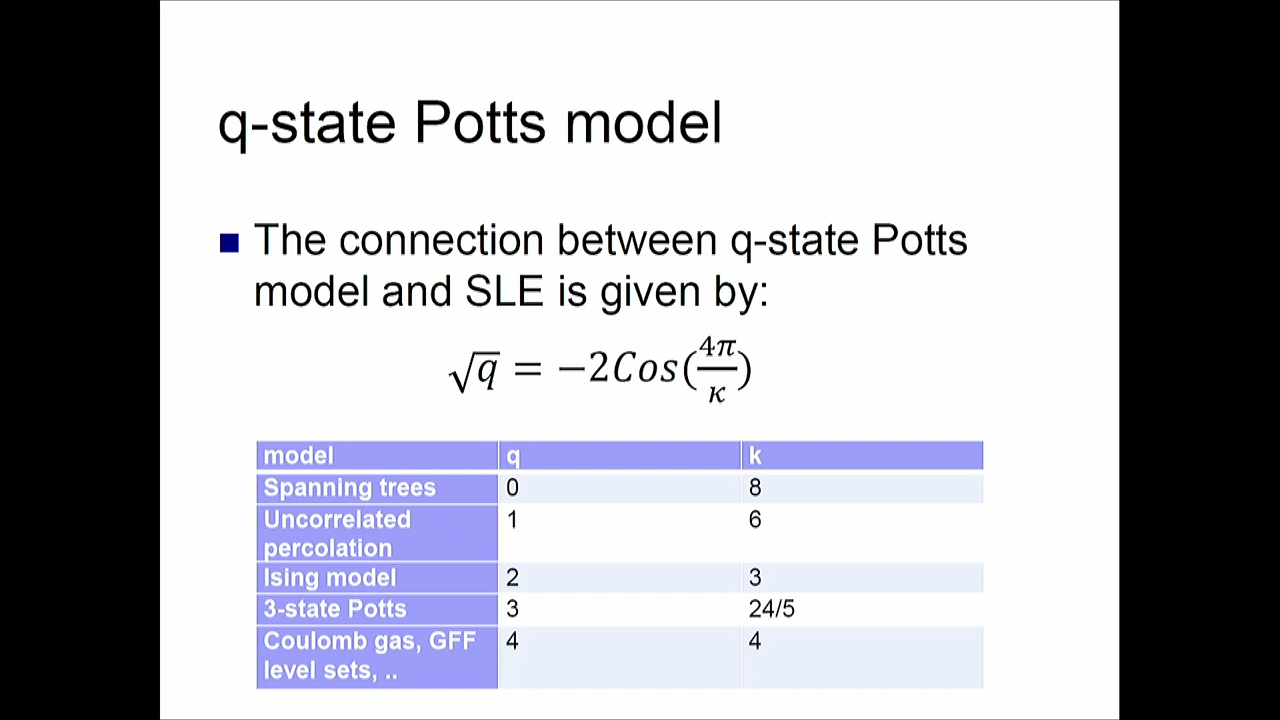 q-state Potts model
The connection between q-state Potts
model and SLE is given by:
√q = −2Cos(4π/κ)
model q k
Spanning trees 0 8
Uncorrelated 1 6
percolation
Ising model 2 3
3-state Potts 3 24/5
Coulomb gas, GFF 4 4
level sets, ..